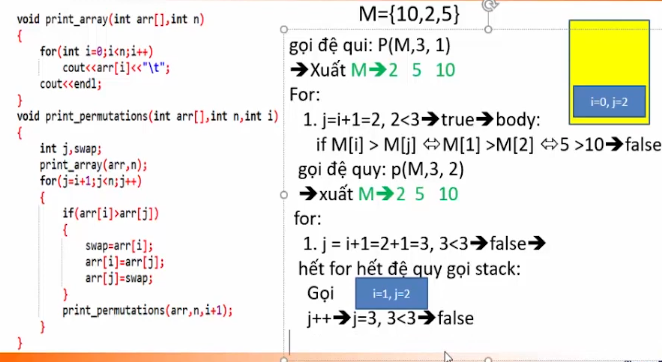 void print_array(int arr[],int n)
{
for(int i=0;i<n;i++)
cout<<arr[i]<<"\t";
cout<<endl;
}
void print_permutations(int arr[],int n,int i)
{
int j,swap;
print_array(arr,n);
for(j=i+1;j<n;j++)
{
if(arr[i]>arr[j])
{
swap=arr[i];
arr[i]=arr[j];
arr[j]=swap;
}
print_permutations(arr,n,i+1);
}
}
M={10,2,5}
gọi đệ qui: P(M,3, 1)
➔Xuất M➔2 5 10
For:
1. j=i+1=2, 2<3➔true➔body:
if M[i] > M[j] ⇔M[1] >M[2] ⇔5 >10➔false
gọi đệ quy: p(M,3, 2)
➔xuất M➔2 5 10
for:
1. j = i+1=2+1=3, 3<3➔false➔
hết for hết đệ quy gọi stack:
Gọi i=1, j=2
j++➔j=3, 3<3➔false
i=0, j=2